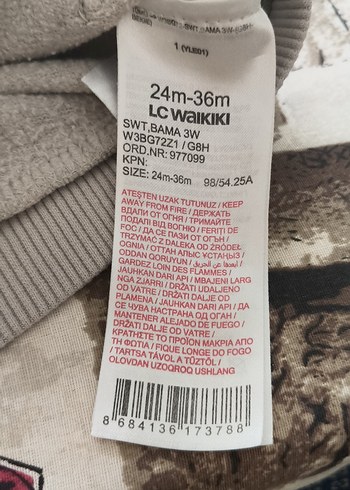 1 (YLE01)
24m-36m
LC WAIKIKI
SWT,BAMA 3W
W3BG72Z1 / G8H
ORD.NR: 977099
KPN:
SIZE: 24m-36m 98/54.25A
ATEŞTEN UZAK TUTUNUZ / KEEP
AWAY FROM FIRE / ДЕРЖАТЬ
ВДАЛИ ОТ ОГНЯ / ТРИМАЙТЕ
ПОДАЛІ ВІД ВОГНЮ / FERIȚI DE
FOC / ДА СЕ ПАЗИ ОТ ОГЪН /
TRZYMAĆ Z DALEKA OD ŹRÓDEŁ
OGNIA / ОТТАН АЛЫС ҰСТАҢЫЗ /
ODDAN QORUYUN / أبعدها عن الحريق /
GARDEZ LOIN DES FLAMMES /
JAUHKAN DARI API / MBAJENI LARG
NGA ZJARRI / DRŽATI UDALJENO
OD VATRE / DRŽATI DALJE OD
PLAMENA / JAUHKAN DARI API / ДА
СЕ ЧУВА НАСТРАНА ОД ОГАН /
MANTENER ALEJADO DE FUEGO /
DRŽATI DALJE OD VATRE /
ΚΡΑΤΗΣΤΕ ΤΟ ΠΡΟΪΟΝ ΜΑΚΡΙΑ ΑΠΟ
ΤΗ ΦΩΤΙΑ / FIQUE LONGE DO FOGO
/ TARTSA TÁVOL A TŰZTŐL /
OLOVDAN UZOQROQ USHLANG
8 684136 173788